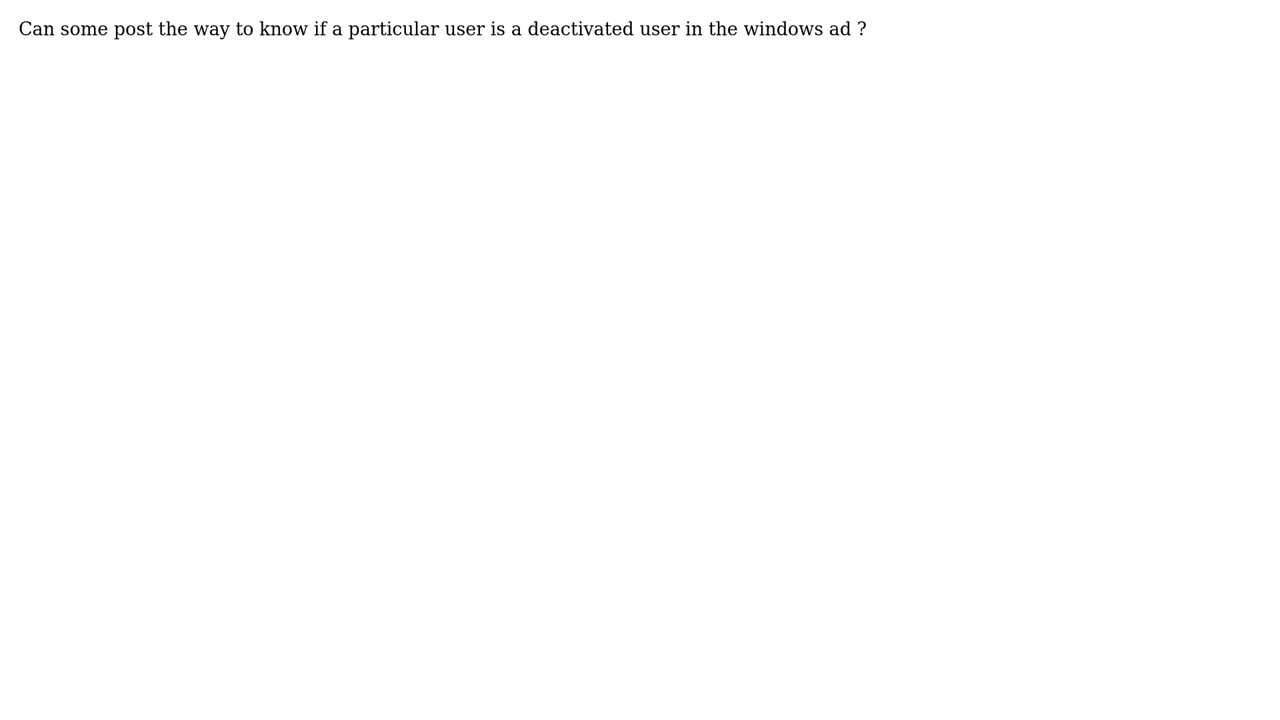 Can some post the way to know if a particular user is a deactivated user in the windows ad ?